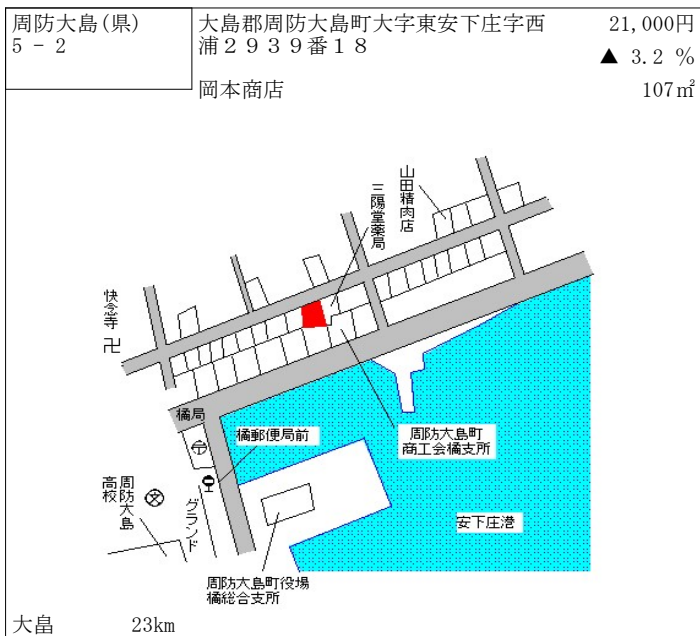 周防大島(県)
5 - 2
大島郡周防大島町大字東安下庄字西
浦２９３９番１８
岡本商店
21,000円
▲ 3.2 %
107㎡
山田精肉店
三陽堂薬局
快念寺
卍
橘局
橘郵便局前
周防大島町
商工会橘支所
周防大島
高校
グランド
安下庄港
周防大島町役場
橘総合支所
大畠 23km